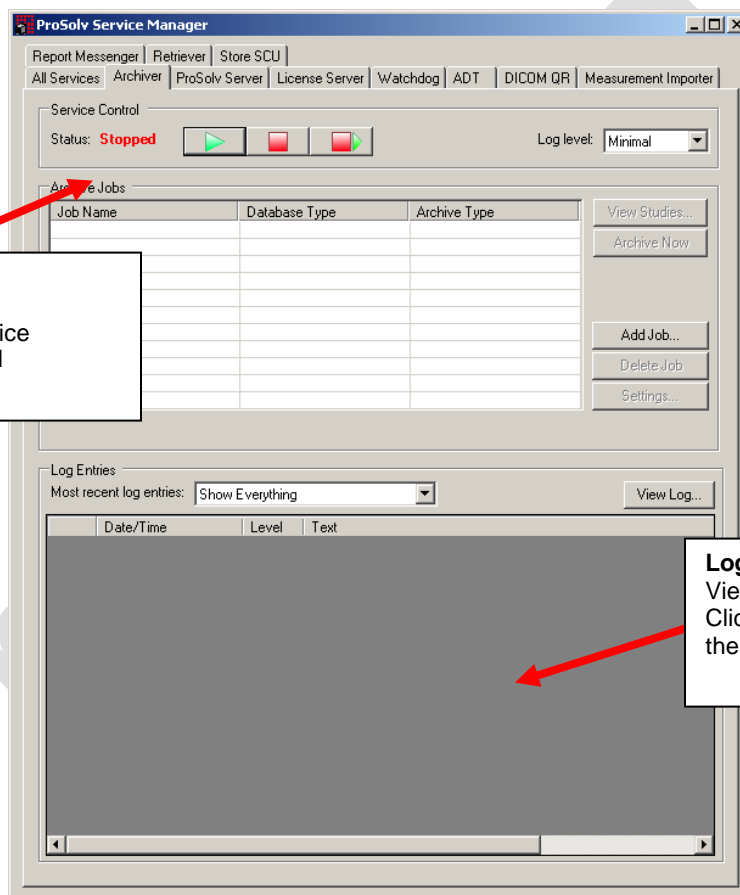 ProSolv Service Manager
Report Messenger Retriever Store SCU
All Services Archiver ProSolv Server License Server Watchdog ADT DICOM QR Measurement Importer
Service Control
Status: Stopped Log level: Minimal
Jobs
Job Name Database Type Archive Type View Studies...
Archive Now
Add Job...
Delete Job
Settings...
Log Entries
Most recent log entries: Show Everything View Log...
Date/Time Level Text
the